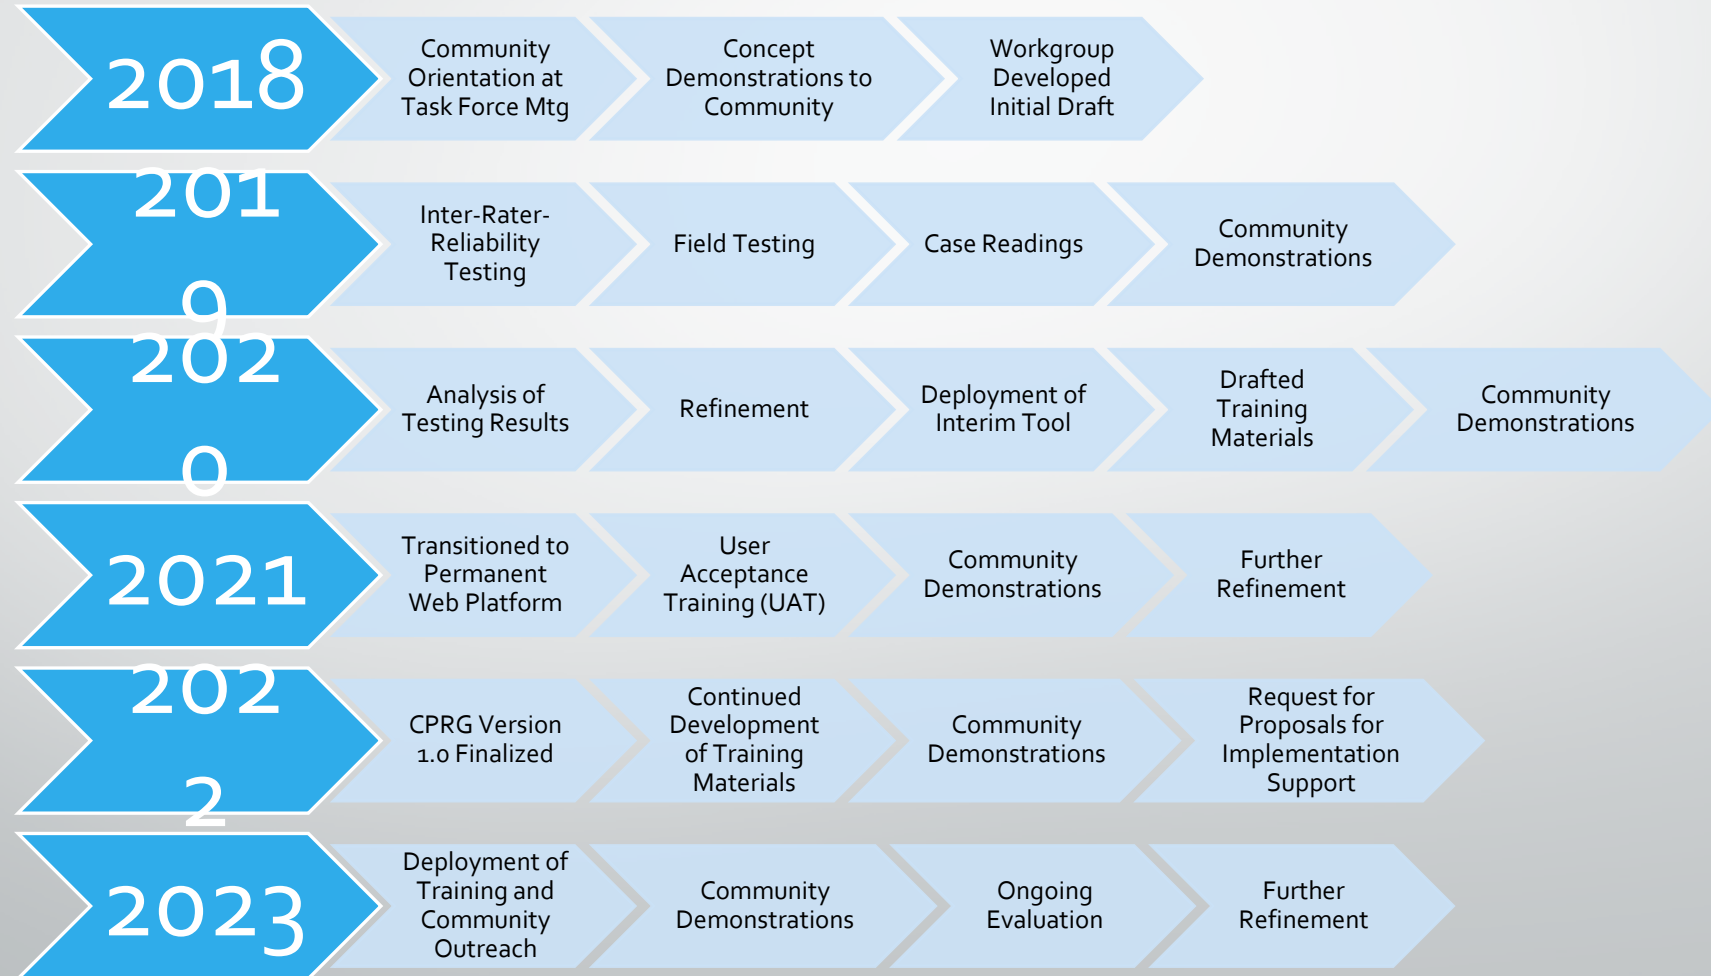 2018
Community
Orientation at
Task Force Mtg
Concept
Demonstrations to
Community
Workgroup
Developed
Initial Draft
201
9
Inter-Rater-
Reliability
Testing
Field Testing
Case Readings
Community
Demonstrations
202
0
Analysis of
Testing Results
Refinement
Deployment of
Interim Tool
Drafted
Training
Materials
Community
Demonstrations
2021
Transitioned to
Permanent
Web Platform
User
Acceptance
Training (UAT)
Community
Demonstrations
Further
Refinement
202
2
CPRG Version
1.0 Finalized
Continued
Development
of Training
Materials
Community
Demonstrations
Request for
Proposals for
Implementation
Support
2023
Deployment of
Training and
Community
Outreach
Community
Demonstrations
Ongoing
Evaluation
Further
Refinement